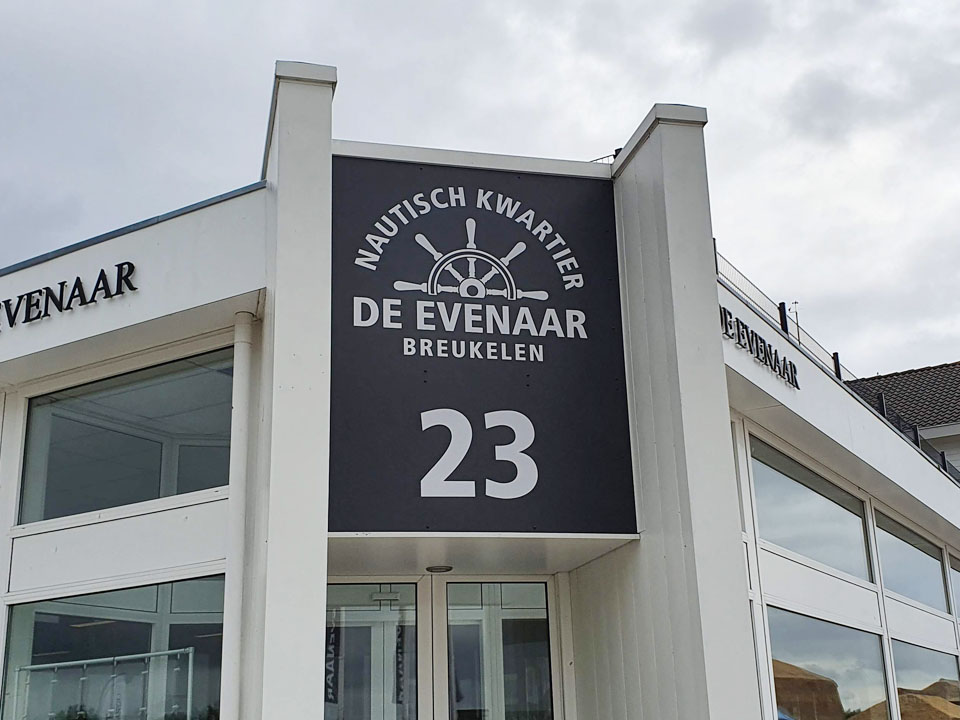 NAUTISCH KWARTIER
DE EVENAAR
BREUKELEN
23
EVENAAR
DE EVENAAR